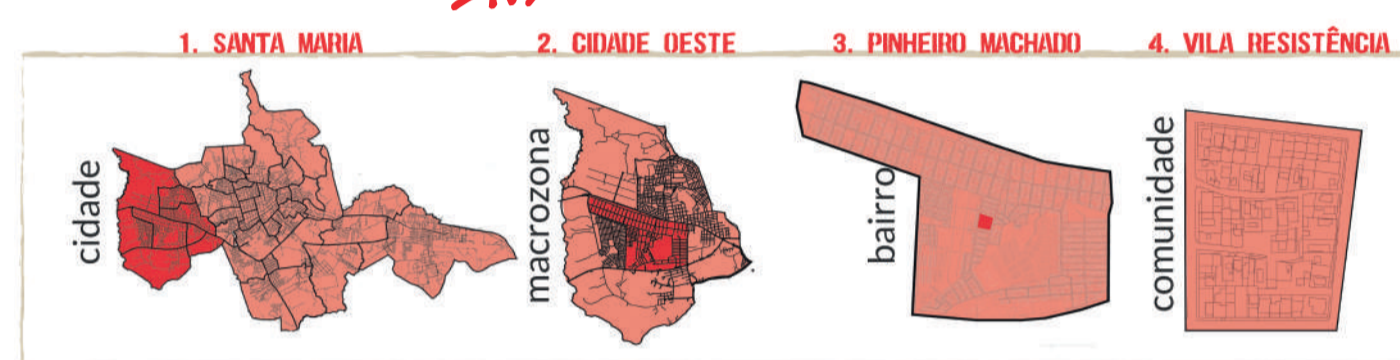 1. SANTA MARIA
2. CIDADE OESTE
3. PINHEIRO MACHADO
4. VILA RESISTÊNCIA
cidade
macrozona
bairro
comunidade